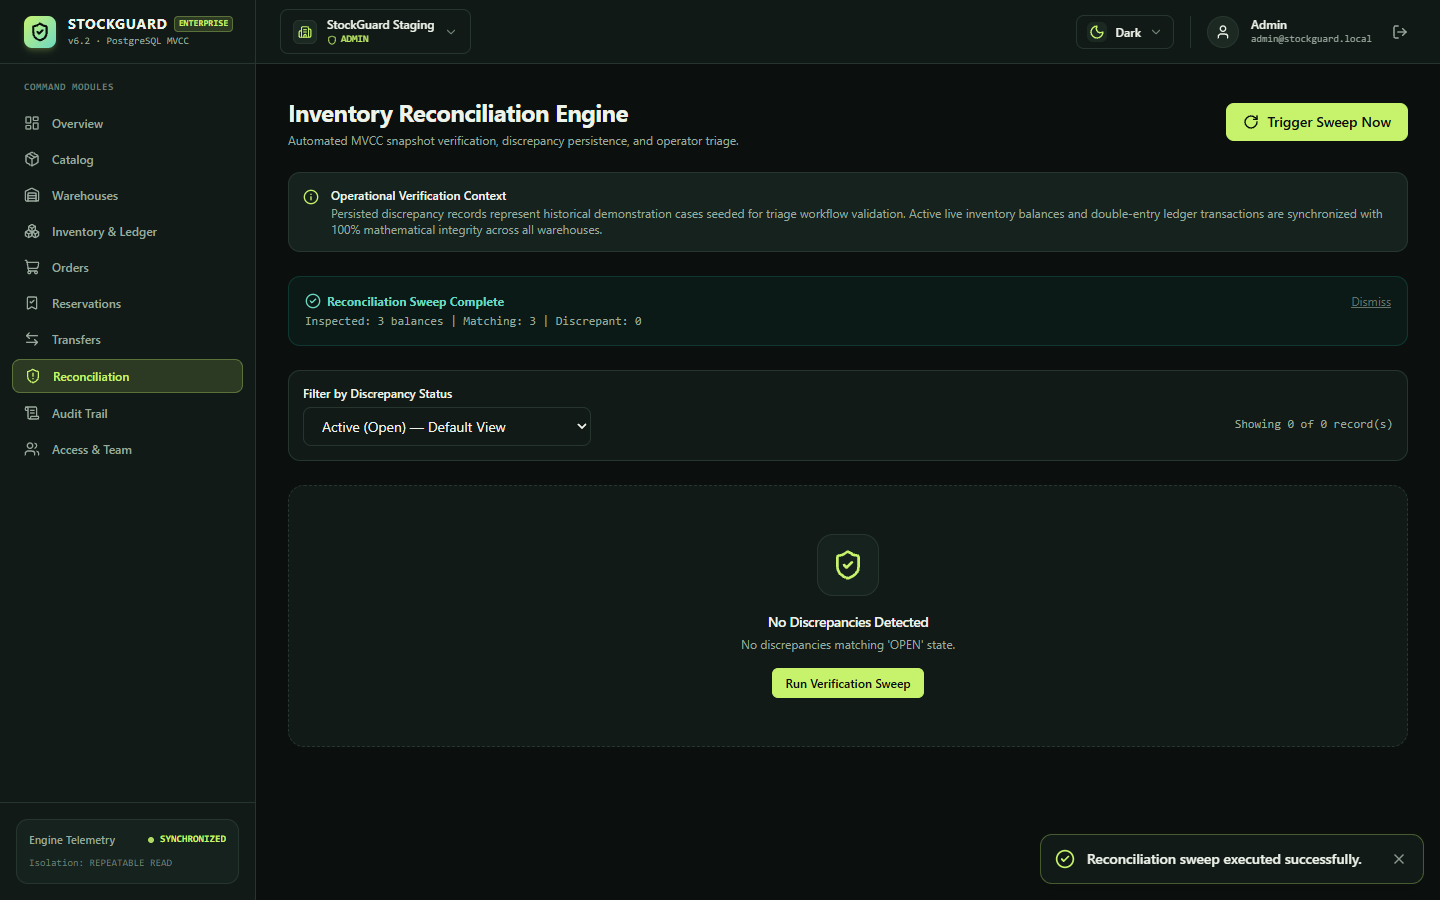 STOCKGUARD ENTERPRISE
v6.2 · PostgreSQL MVCC
StockGuard Staging
ADMIN
Dark
Admin
admin@stockguard.local
COMMAND MODULES
Overview
Catalog
Warehouses
Inventory & Ledger
Orders
Reservations
Transfers
Reconciliation
Audit Trail
Access & Team
Engine Telemetry SYNCHRONIZED
Isolation: REPEATABLE READ
Inventory Reconciliation Engine
Automated MVCC snapshot verification, discrepancy persistence, and operator triage.
Trigger Sweep Now
Operational Verification Context
Persisted discrepancy records represent historical demonstration cases seeded for triage workflow validation. Active live inventory balances and double-entry ledger transactions are synchronized with
100% mathematical integrity across all warehouses.
Reconciliation Sweep Complete
Dismiss
Inspected: 3 balances | Matching: 3 | Discrepant: 0
Filter by Discrepancy Status
Active (Open) — Default View
Showing 0 of 0 record(s)
No Discrepancies Detected
No discrepancies matching 'OPEN' state.
Run Verification Sweep
Reconciliation sweep executed successfully.